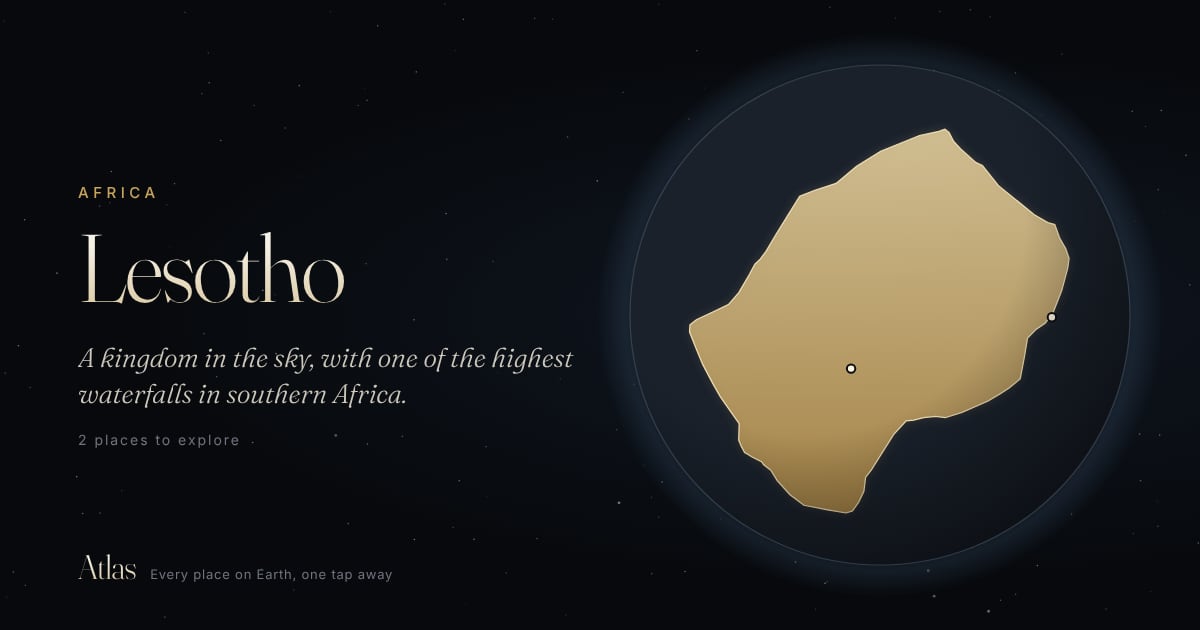 AFRICA
Lesotho
A kingdom in the sky, with one of the highest
waterfalls in southern Africa.
2 places to explore
Atlas Every place on Earth, one tap away